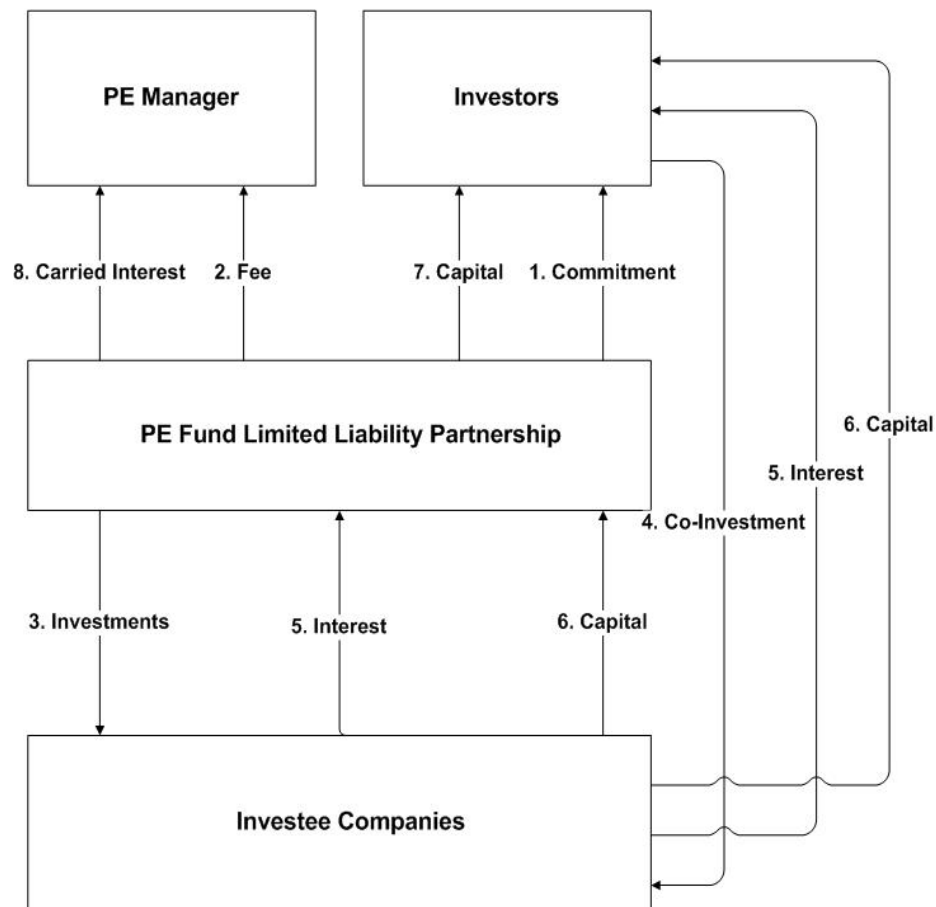 PE Manager
Investors
8. Carried Interest
2. Fee
7. Capital
1. Commitment
PE Fund Limited Liability Partnership
6. Capital
5. Interest
4. Co-Investment
3. Investments
5. Interest
6. Capital
Investee Companies